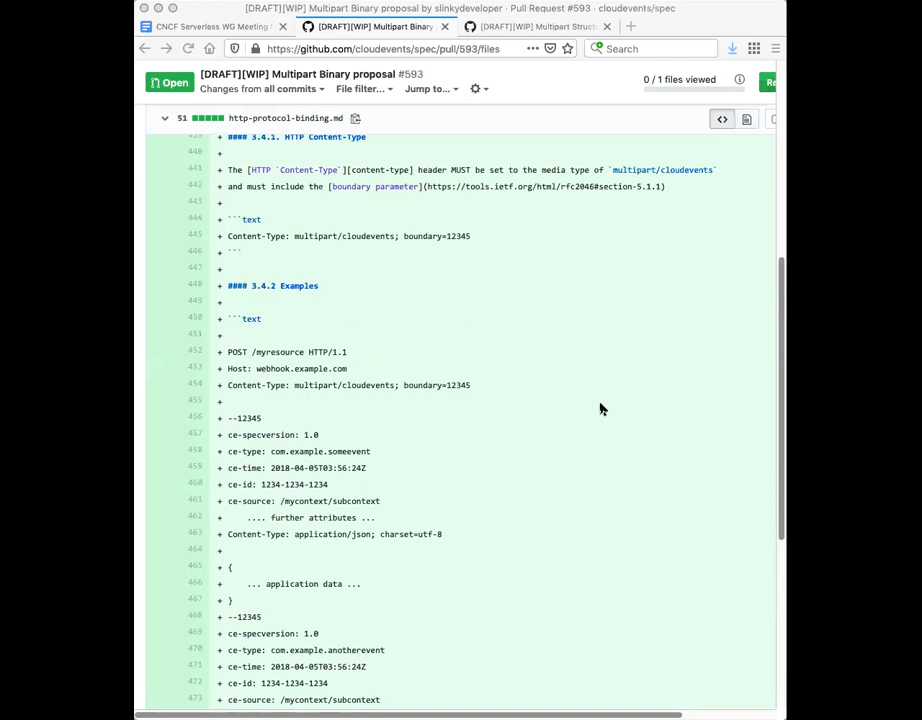 [DRAFT][WIP] Multipart Binary proposal by slinkydeveloper · Pull Request #593 · cloudevents/spec
CNCF Serverless WG Meeting
[DRAFT][WIP] Multipart Binary
[DRAFT][WIP] Multipart Struct
https://github.com/cloudevents/spec/pull/593/files
Search
Open
[DRAFT][WIP] Multipart Binary proposal #593
Changes from all commits
File filter...
Jump to...
0 / 1 files viewed
Re
51
http-protocol-binding.md
439 + #### 3.4.1. HTTP Content-Type
440 +
441 + The [HTTP `Content-Type`][content-type] header MUST be set to the media type of `multipart/cloudevents`
442 + and must include the [boundary parameter](https://tools.ietf.org/html/rfc2046#section-5.1.1)
443 +
444 + ```text
445 + Content-Type: multipart/cloudevents; boundary=12345
446 + ```
447 +
448 + #### 3.4.2 Examples
449 +
450 + ```text
451 +
452 + POST /myresource HTTP/1.1
453 + Host: webhook.example.com
454 + Content-Type: multipart/cloudevents; boundary=12345
455 +
456 + --12345
457 + ce-specversion: 1.0
458 + ce-type: com.example.someevent
459 + ce-time: 2018-04-05T03:56:24Z
460 + ce-id: 1234-1234-1234
461 + ce-source: /mycontext/subcontext
462 + .... further attributes ...
463 + Content-Type: application/json; charset=utf-8
464 +
465 + {
466 + ... application data ...
467 + }
468 + --12345
469 + ce-specversion: 1.0
470 + ce-type: com.example.anotherevent
471 + ce-time: 2018-04-05T03:56:24Z
472 + ce-id: 1234-1234-1234
473 + ce-source: /mycontext/subcontext